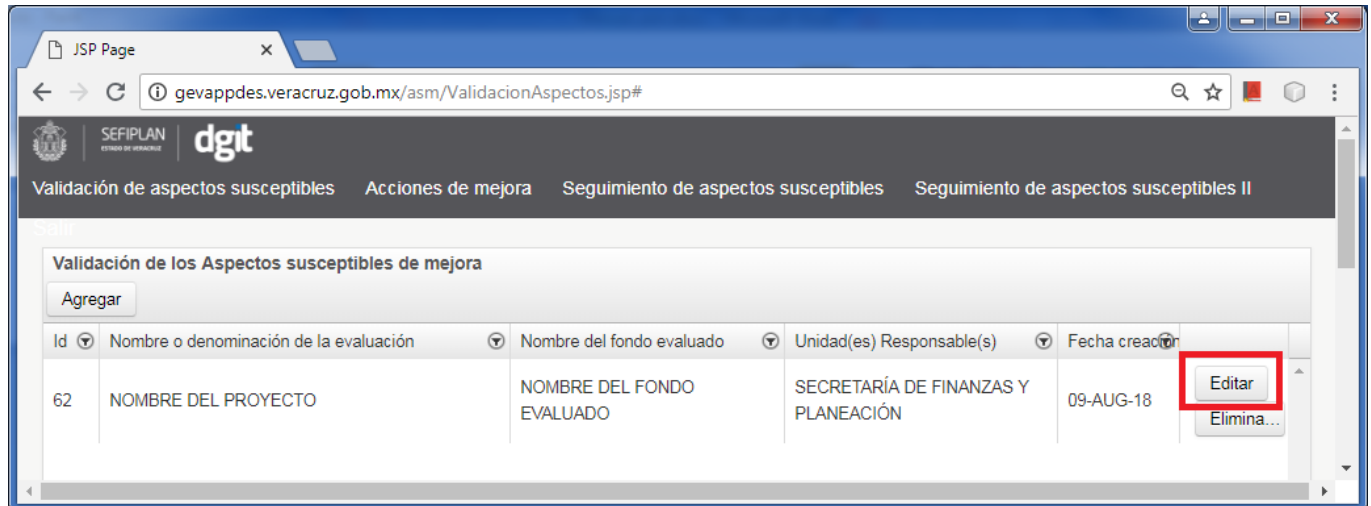 JSP Page
gevappdes.veracruz.gob.mx/asm/ValidacionAspectos.jsp#
SEFIPLAN
ESTADO DE VERACRUZ
dgit
Validación de aspectos susceptibles Acciones de mejora Seguimiento de aspectos susceptibles Seguimiento de aspectos susceptibles II
Salir
Validación de los Aspectos susceptibles de mejora
Agregar
Id Nombre o denominación de la evaluación Nombre del fondo evaluado Unidad(es) Responsable(s) Fecha creación
62 NOMBRE DEL PROYECTO NOMBRE DEL FONDO EVALUADO SECRETARÍA DE FINANZAS Y PLANEACIÓN 09-AUG-18 Editar
Elimina...